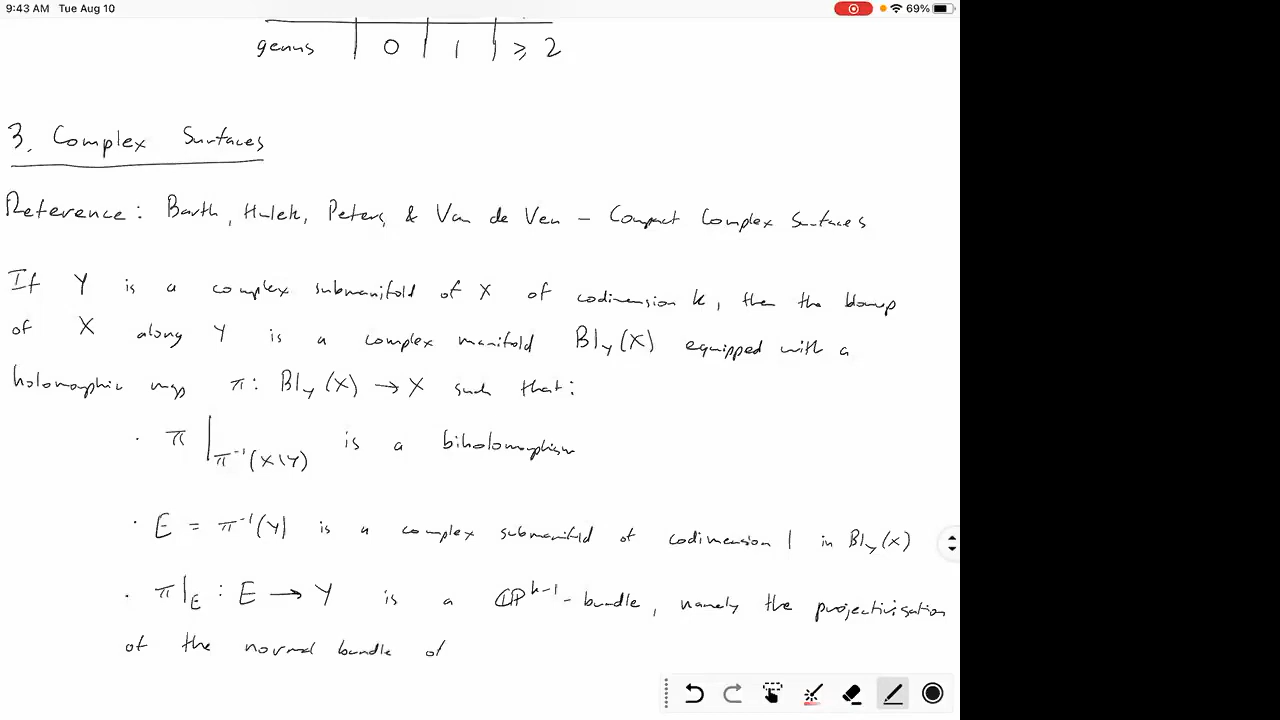 9:43 AM Tue Aug 10
69%
genus | 0 | 1 | ≥ 2
3. Complex Surfaces
Reference: Barth, Hulek, Peters, & Van de Ven – Compact Complex Surfaces
If Y is a complex submanifold of X of codimension k, then the blowup
of X along Y is a complex manifold Bl_Y(X) equipped with a
holomorphic map π: Bl_Y(X) → X such that:
· π|_{π⁻¹(X\Y)} is a biholomorphism
· E = π⁻¹(Y) is a complex submanifold of codimension 1 in Bl_Y(X)
· π|_E : E → Y is a ℂP^{k-1}-bundle, namely the projectivisation
of the normal bundle of